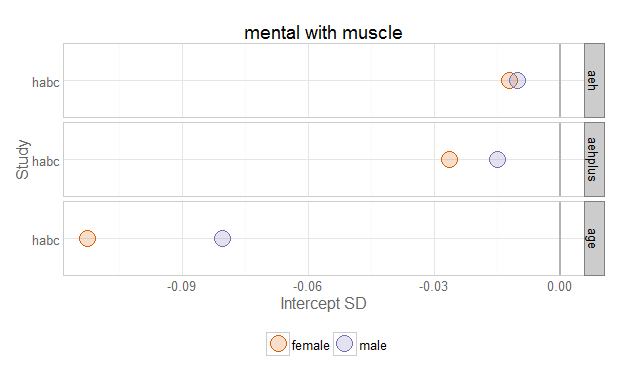 mental with muscle
habc
aeh
Study
habc
aehplus
habc
age
-0.09 -0.06 -0.03 0.00
Intercept SD
female male